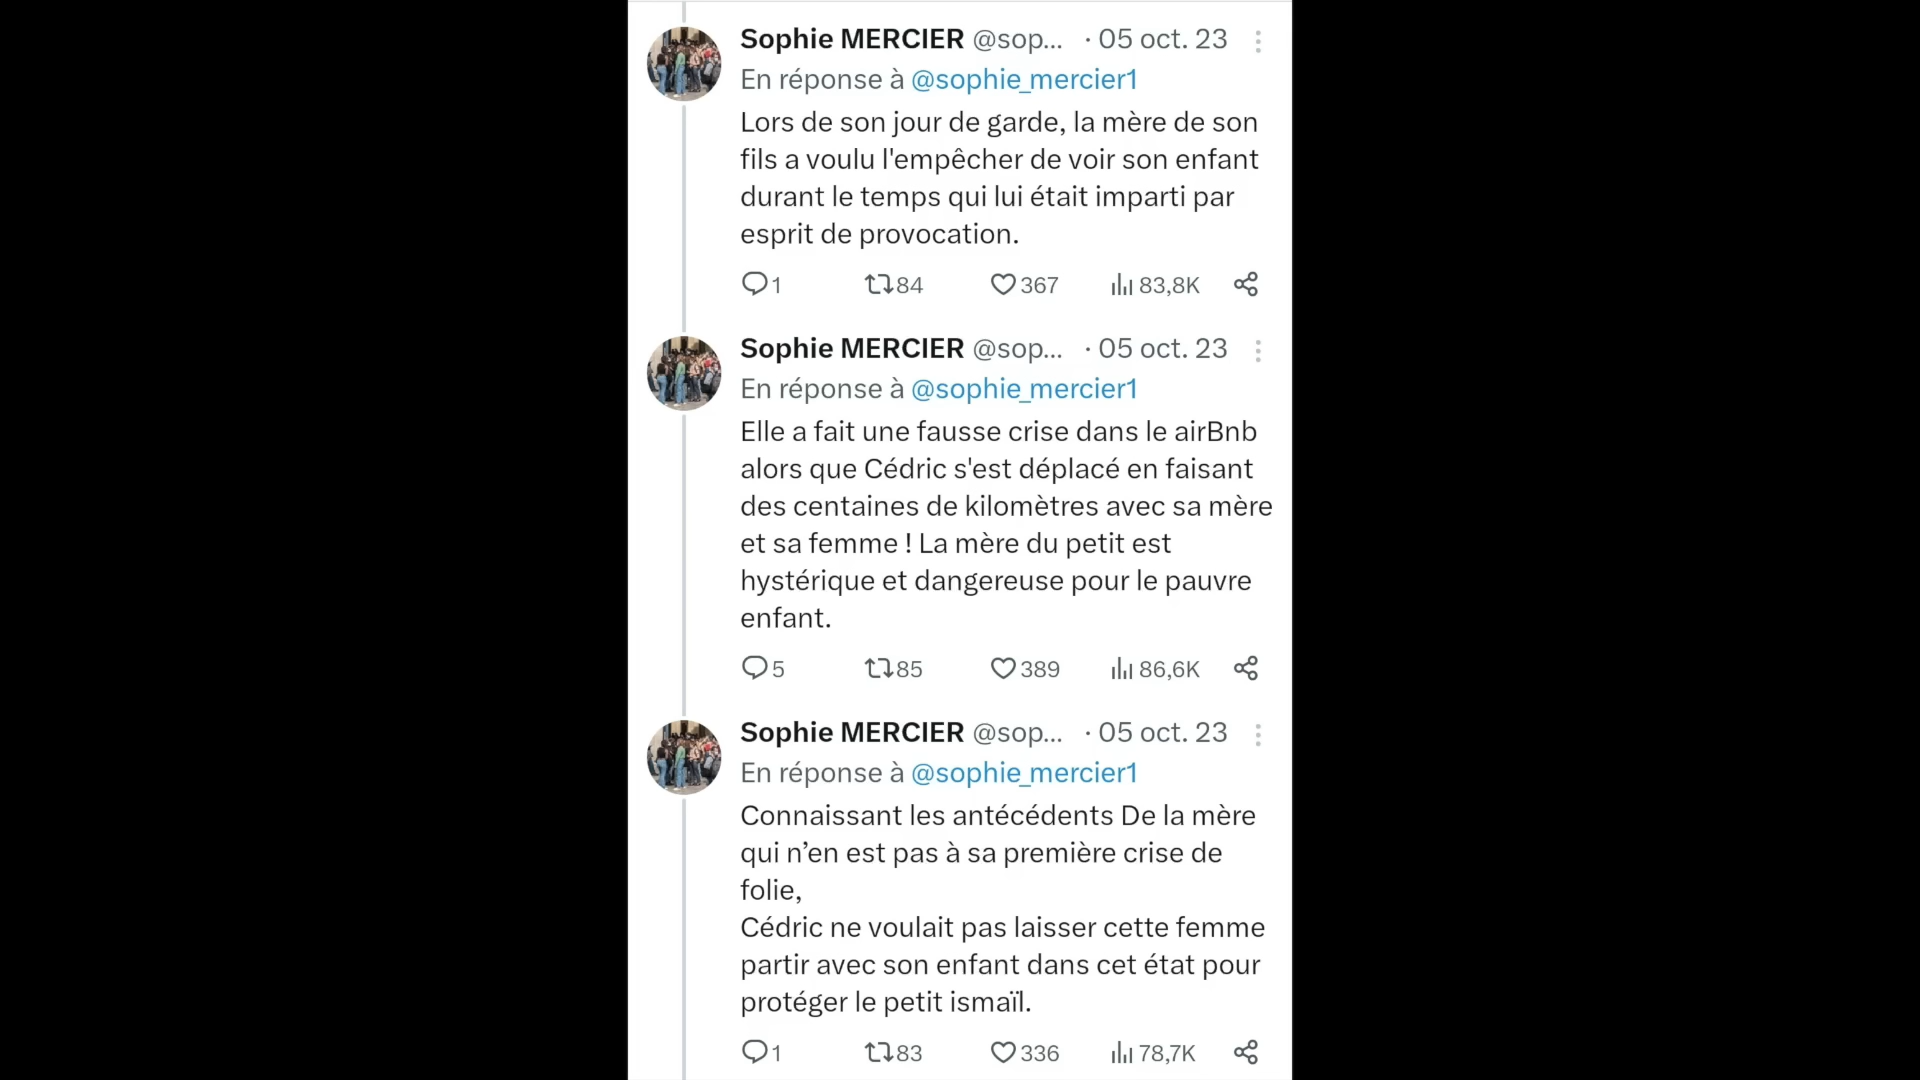 Sophie MERCIER @sop... · 05 oct. 23
En réponse à @sophie_mercier1
Lors de son jour de garde, la mère de son
fils a voulu l'empêcher de voir son enfant
durant le temps qui lui était imparti par
esprit de provocation.
1 84 367 83,8K
Sophie MERCIER @sop... · 05 oct. 23
En réponse à @sophie_mercier1
Elle a fait une fausse crise dans le airBnb
alors que Cédric s'est déplacé en faisant
des centaines de kilomètres avec sa mère
et sa femme ! La mère du petit est
hystérique et dangereuse pour le pauvre
enfant.
5 85 389 86,6K
Sophie MERCIER @sop... · 05 oct. 23
En réponse à @sophie_mercier1
Connaissant les antécédents De la mère
qui n’en est pas à sa première crise de
folie,
Cédric ne voulait pas laisser cette femme
partir avec son enfant dans cet état pour
protéger le petit ismaïl.
1 83 336 78,7K